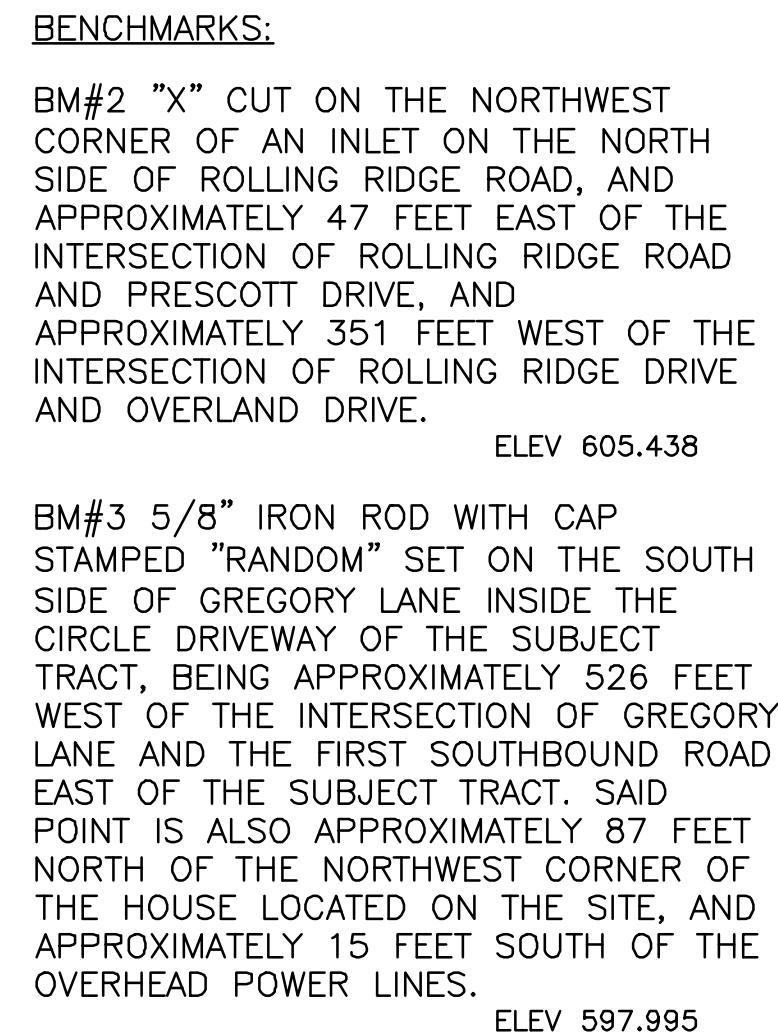 BENCHMARKS:
BM#2 "X" CUT ON THE NORTHWEST
CORNER OF AN INLET ON THE NORTH
SIDE OF ROLLING RIDGE ROAD, AND
APPROXIMATELY 47 FEET EAST OF THE
INTERSECTION OF ROLLING RIDGE ROAD
AND PRESCOTT DRIVE, AND
APPROXIMATELY 351 FEET WEST OF THE
INTERSECTION OF ROLLING RIDGE DRIVE
AND OVERLAND DRIVE.
ELEV 605.438
BM#3 5/8" IRON ROD WITH CAP
STAMPED "RANDOM" SET ON THE SOUTH
SIDE OF GREGORY LANE INSIDE THE
CIRCLE DRIVEWAY OF THE SUBJECT
TRACT, BEING APPROXIMATELY 526 FEET
WEST OF THE INTERSECTION OF GREGORY
LANE AND THE FIRST SOUTHBOUND ROAD
EAST OF THE SUBJECT TRACT. SAID
POINT IS ALSO APPROXIMATELY 87 FEET
NORTH OF THE NORTHWEST CORNER OF
THE HOUSE LOCATED ON THE SITE, AND
APPROXIMATELY 15 FEET SOUTH OF THE
OVERHEAD POWER LINES.
ELEV 597.995